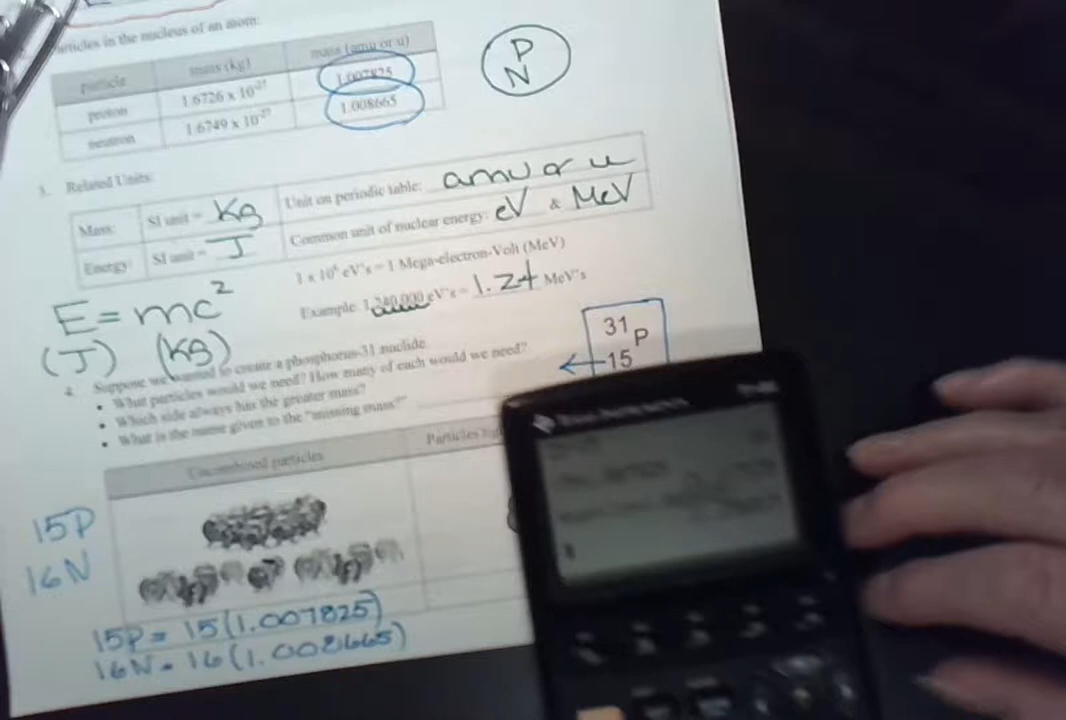 articles in the nucleus of an atom:
particle mass (kg) mass (amu or u)
proton 1.6726 x 10⁻²⁷ 1.007825
neutron 1.6749 x 10⁻²⁷ 1.008665
P
N
3. Related Units:
Mass: SI unit = Kg Unit on periodic table: amu or u
Energy: SI unit = J Common unit of nuclear energy: eV & MeV
1 x 10⁶ eV's = 1 Mega-electron-Volt (MeV)
Example: 1,240,000 eV's = 1.24 MeV's
E = mc²
(J) (Kg)
4. Suppose we wanted to create a phosphorus-31 nuclide.
• What particles would we need? How many of each would we need?
• Which side always has the greater mass?
• What is the name given to the "missing mass?"
31 P
15
Uncombined particles Particles
15P
16N
15P = 15(1.007825)
16N = 16(1.008665)